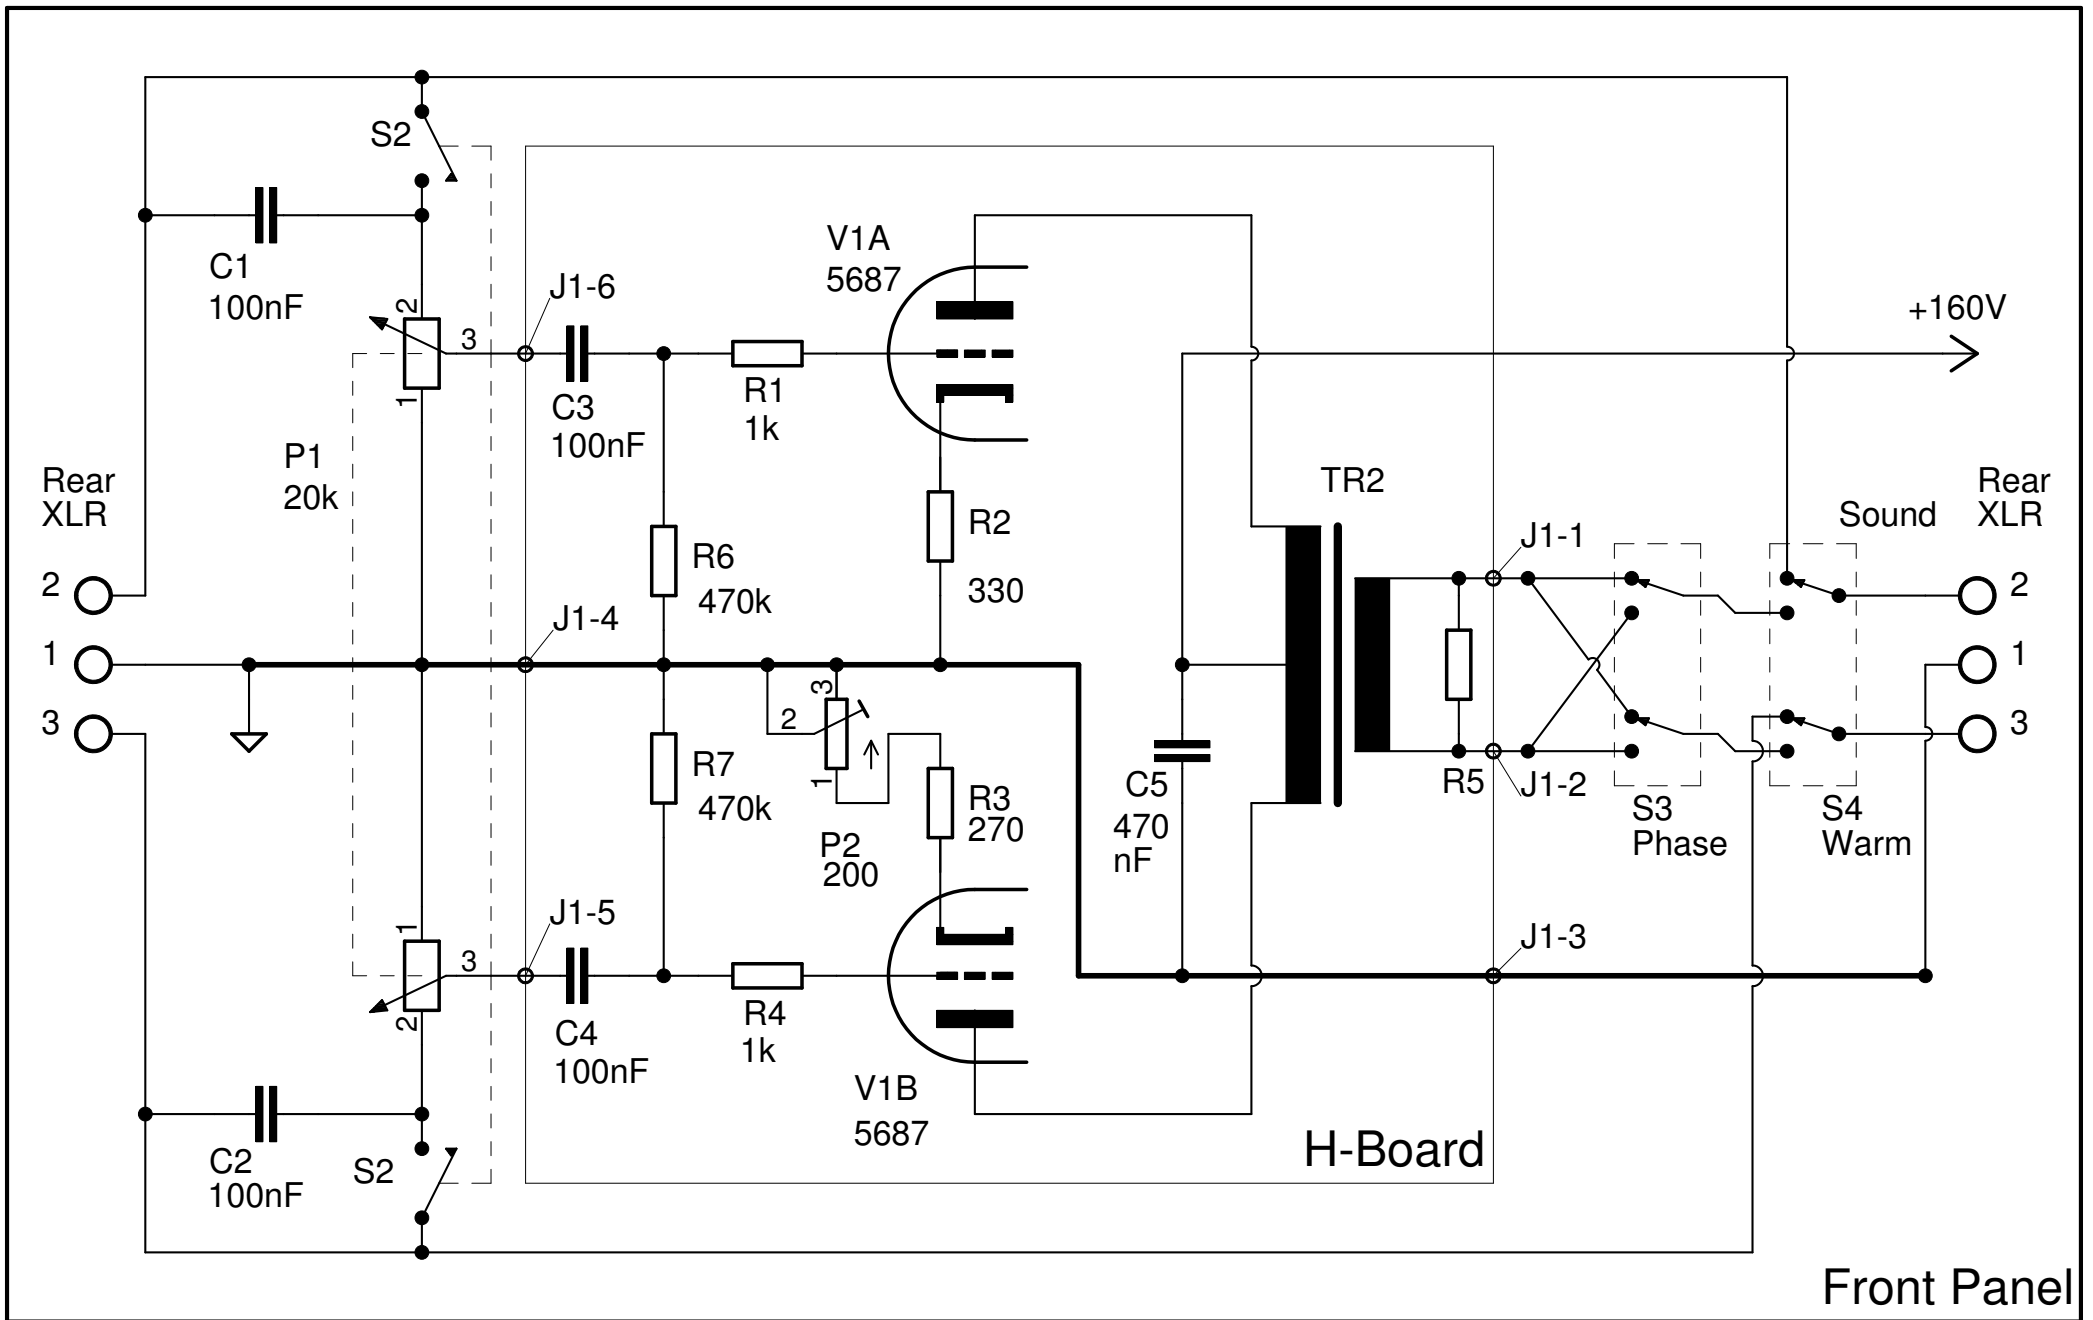 S2
C1
100nF
2
3
1
P1
20k
J1-6
C3
100nF
R1
1k
V1A
5687
+160V
Rear
XLR
2
1
3
R6
470k
J1-4
R2
330
TR2
J1-1
Sound
Rear
XLR
2
1
3
R7
470k
3
2
1
P2
200
R3
270
C5
470
nF
R5
J1-2
S3
Phase
S4
Warm
1
3
2
J1-5
C4
100nF
R4
1k
V1B
5687
J1-3
C2
100nF
S2
H-Board
Front Panel